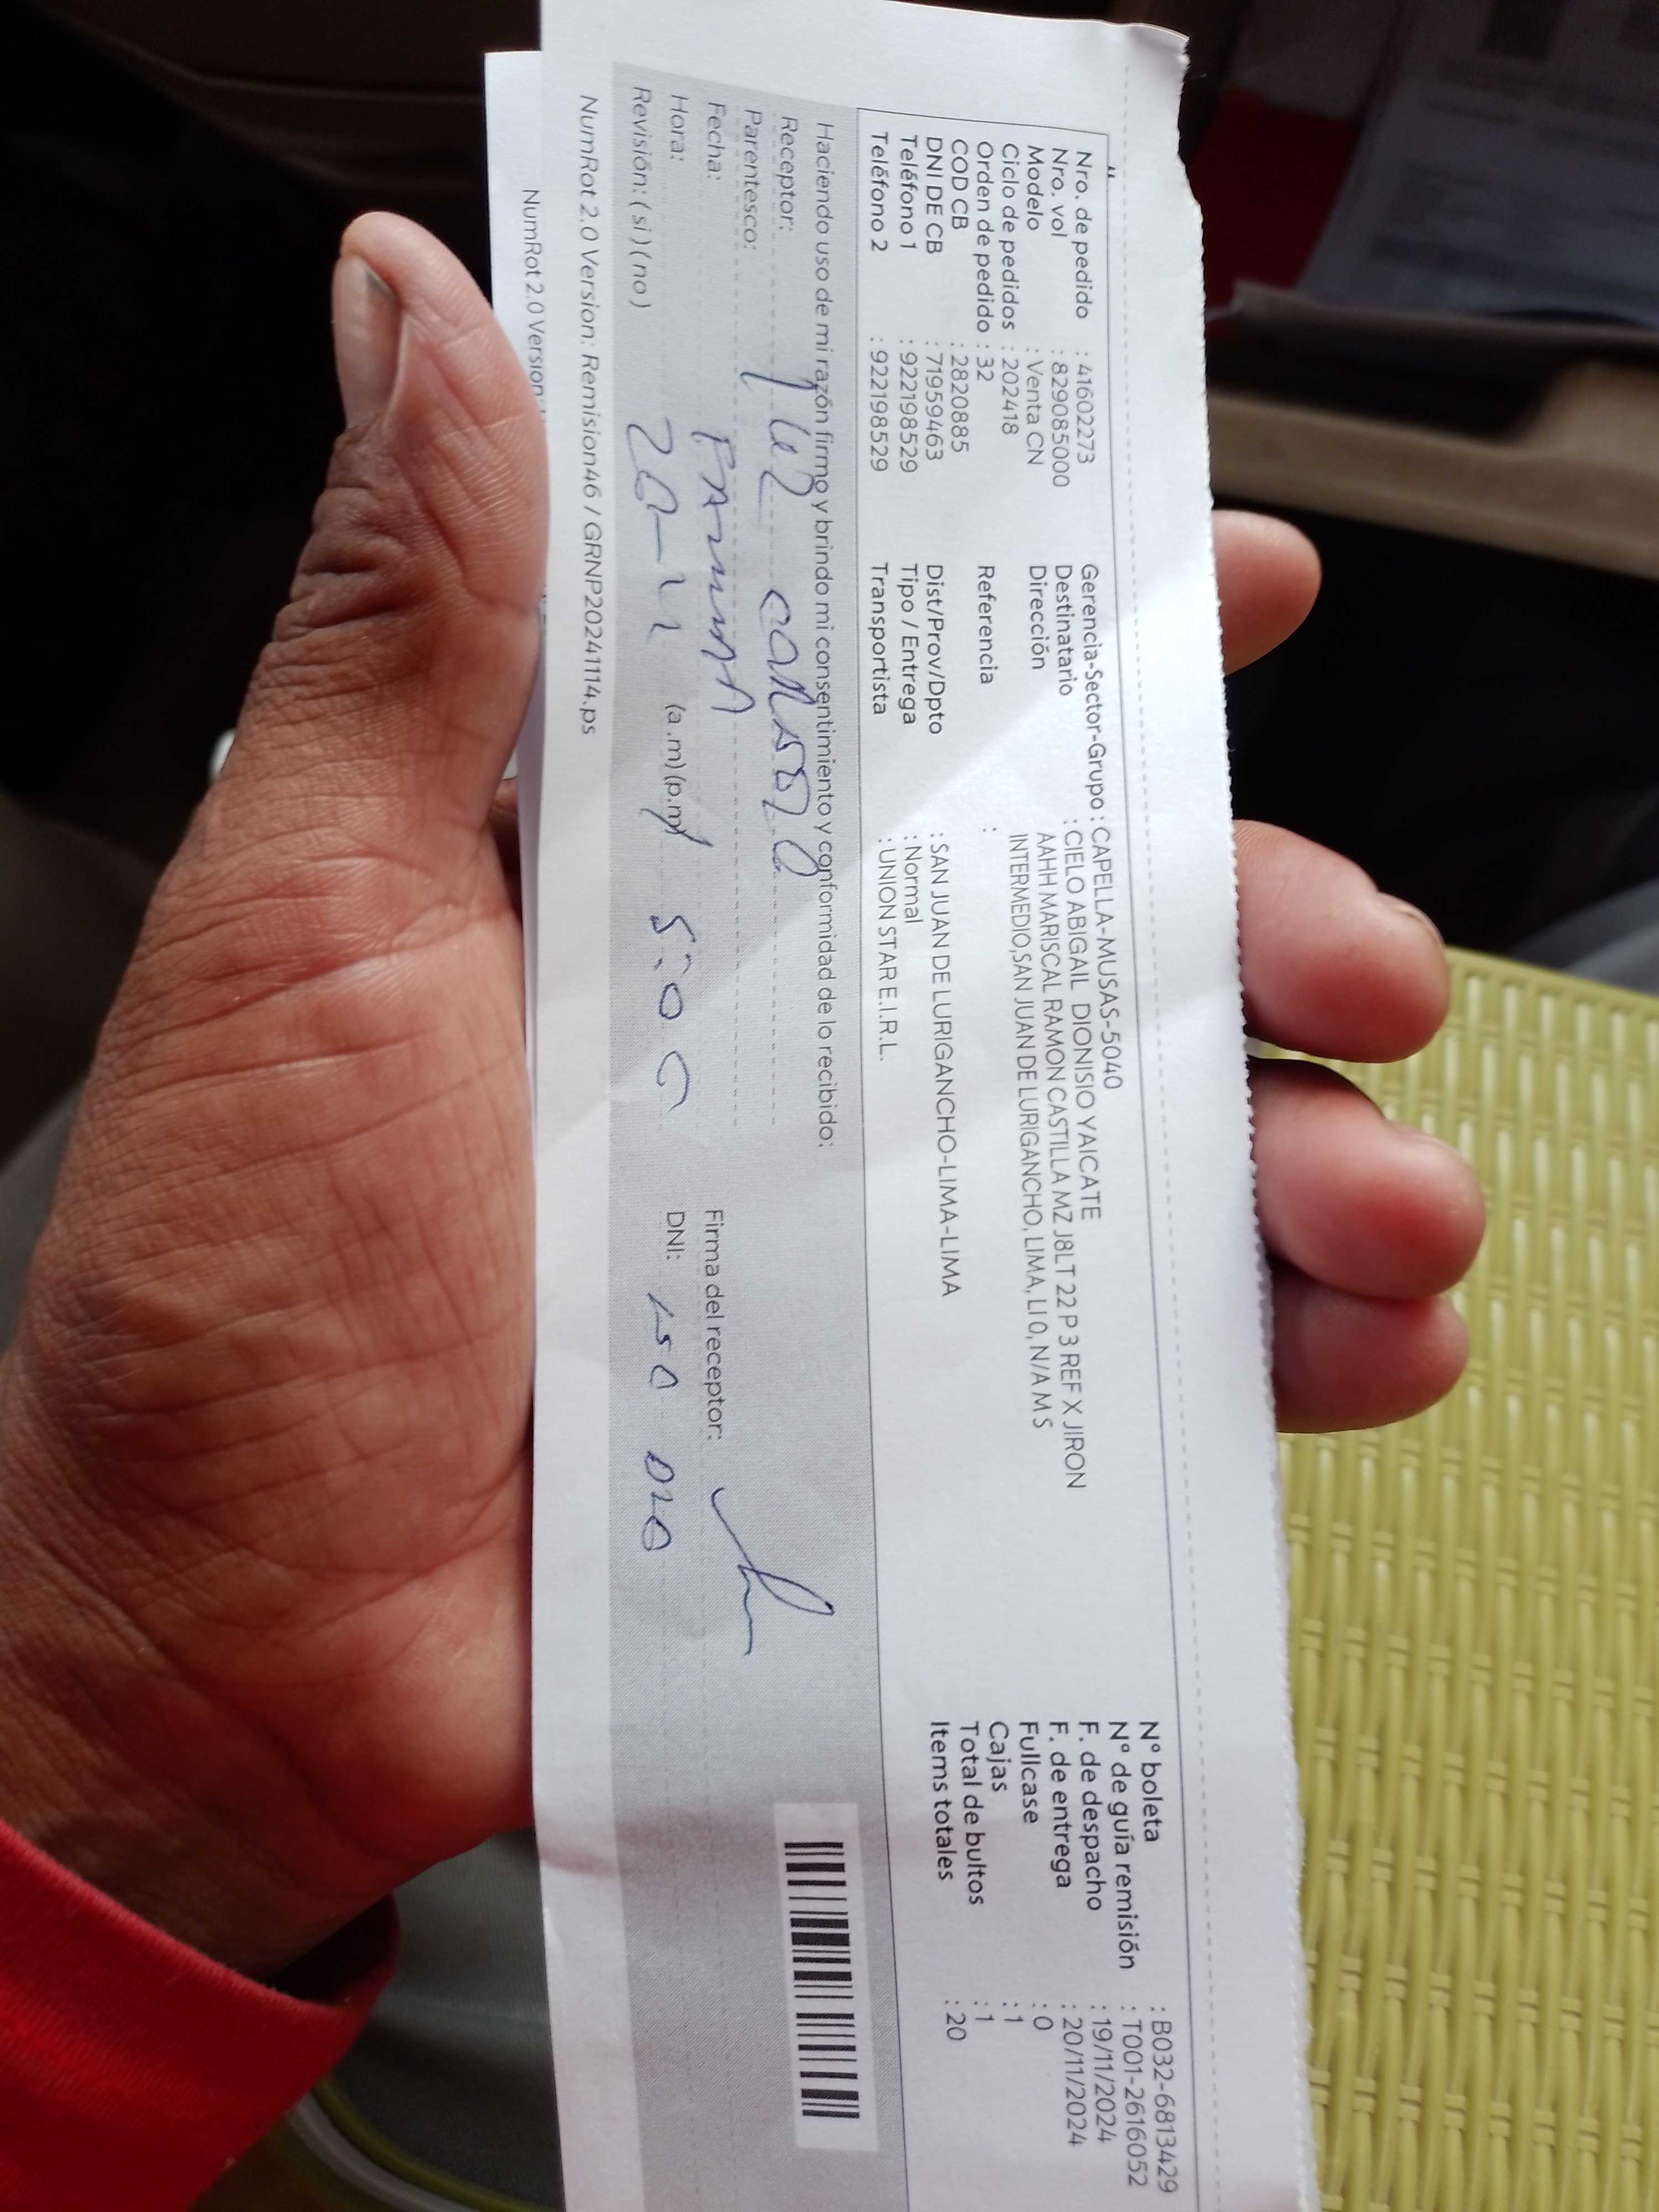 Nro. de pedido : 41602273
Nro. vol : 829085000
Modelo : Venta CN
Ciclo de pedidos : 202418
Orden de pedido : 32
COD CB : 2820885
DNI DE CB : 71959463
Teléfono 1 : 922198529
Teléfono 2 : 922198529
Gerencia-Sector-Grupo : CAPELLA-MUSAS-5040
Destinatario : CIELO ABIGAIL DIONISIO YAICATE
Dirección AAHH MARISCAL RAMON CASTILLA MZ J8LT 22 P 3 REF X JIRON
INTERMEDIO,SAN JUAN DE LURIGANCHO, LIMA, LI 0, N/A M S
Referencia :
Dist/Prov/Dpto : SAN JUAN DE LURIGANCHO-LIMA-LIMA
Tipo / Entrega : Normal
Transportista : UNION STAR E.I.R.L.
N° boleta : B032-6813429
N° de guía remisión : T001-2616052
F. de despacho : 19/11/2024
F. de entrega : 20/11/2024
Fullcase : 0
Cajas : 1
Total de bultos : 1
Items totales : 20
Haciendo uso de mi razón firmo y brindo mi consentimiento y conformidad de lo recibido:
Receptor:
Parentesco:
Fecha:
Hora: (a.m) (p.m)
Revisión: ( si ) ( no )
Firma del receptor:
DNI:
NumRot 2.0 Version: Remision46 / GRNP20241114.ps
NumRot 2.0 Version: